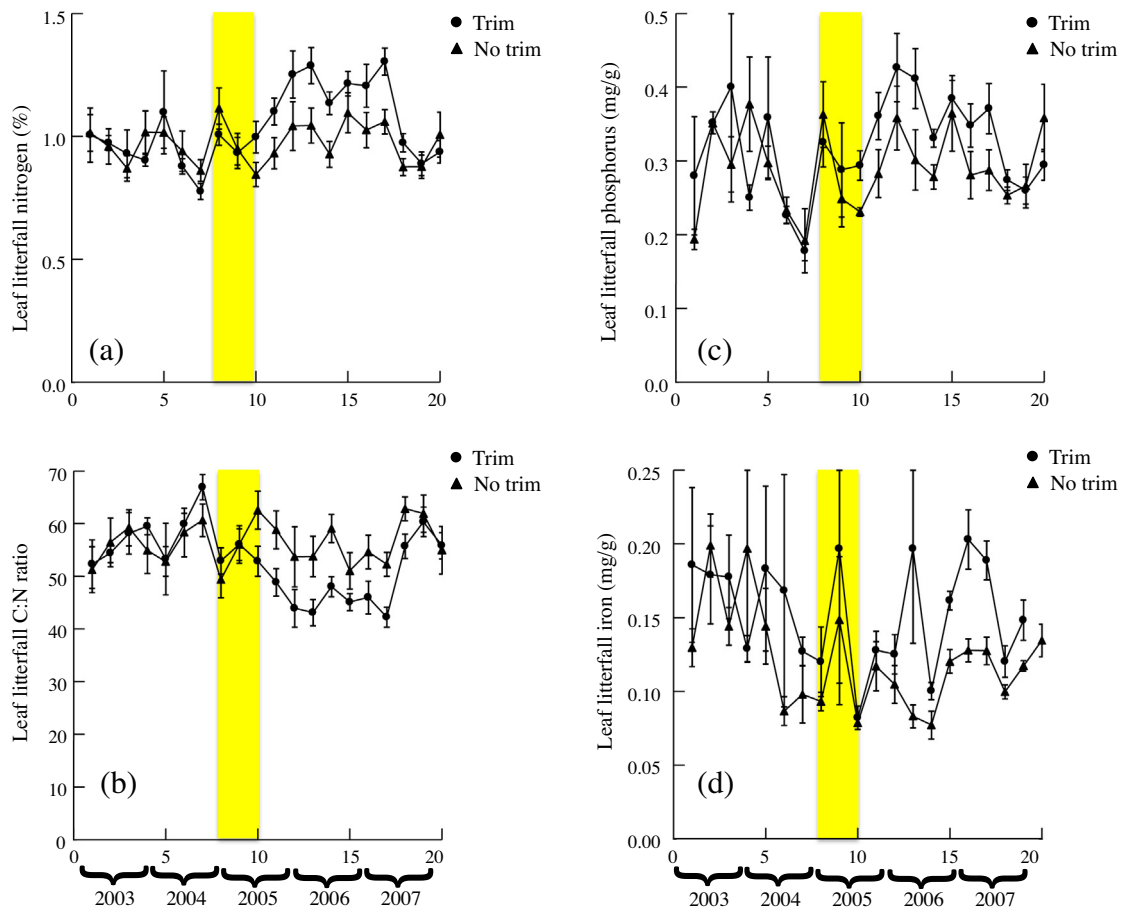 Trim
No trim
1.5
1.0
0.5
0.0
Leaf litterfall nitrogen (%)
(a)
0 5 10 15 20
Trim
No trim
0.5
0.4
0.3
0.2
0.1
0.0
Leaf litterfall phosphorus (mg/g)
(c)
0 5 10 15 20
Trim
No trim
70
60
50
40
30
20
10
0
Leaf litterfall C:N ratio
(b)
0 5 10 15 20
2003 2004 2005 2006 2007
Trim
No trim
0.25
0.20
0.15
0.10
0.05
0.00
Leaf litterfall iron (mg/g)
(d)
0 5 10 15 20
2003 2004 2005 2006 2007